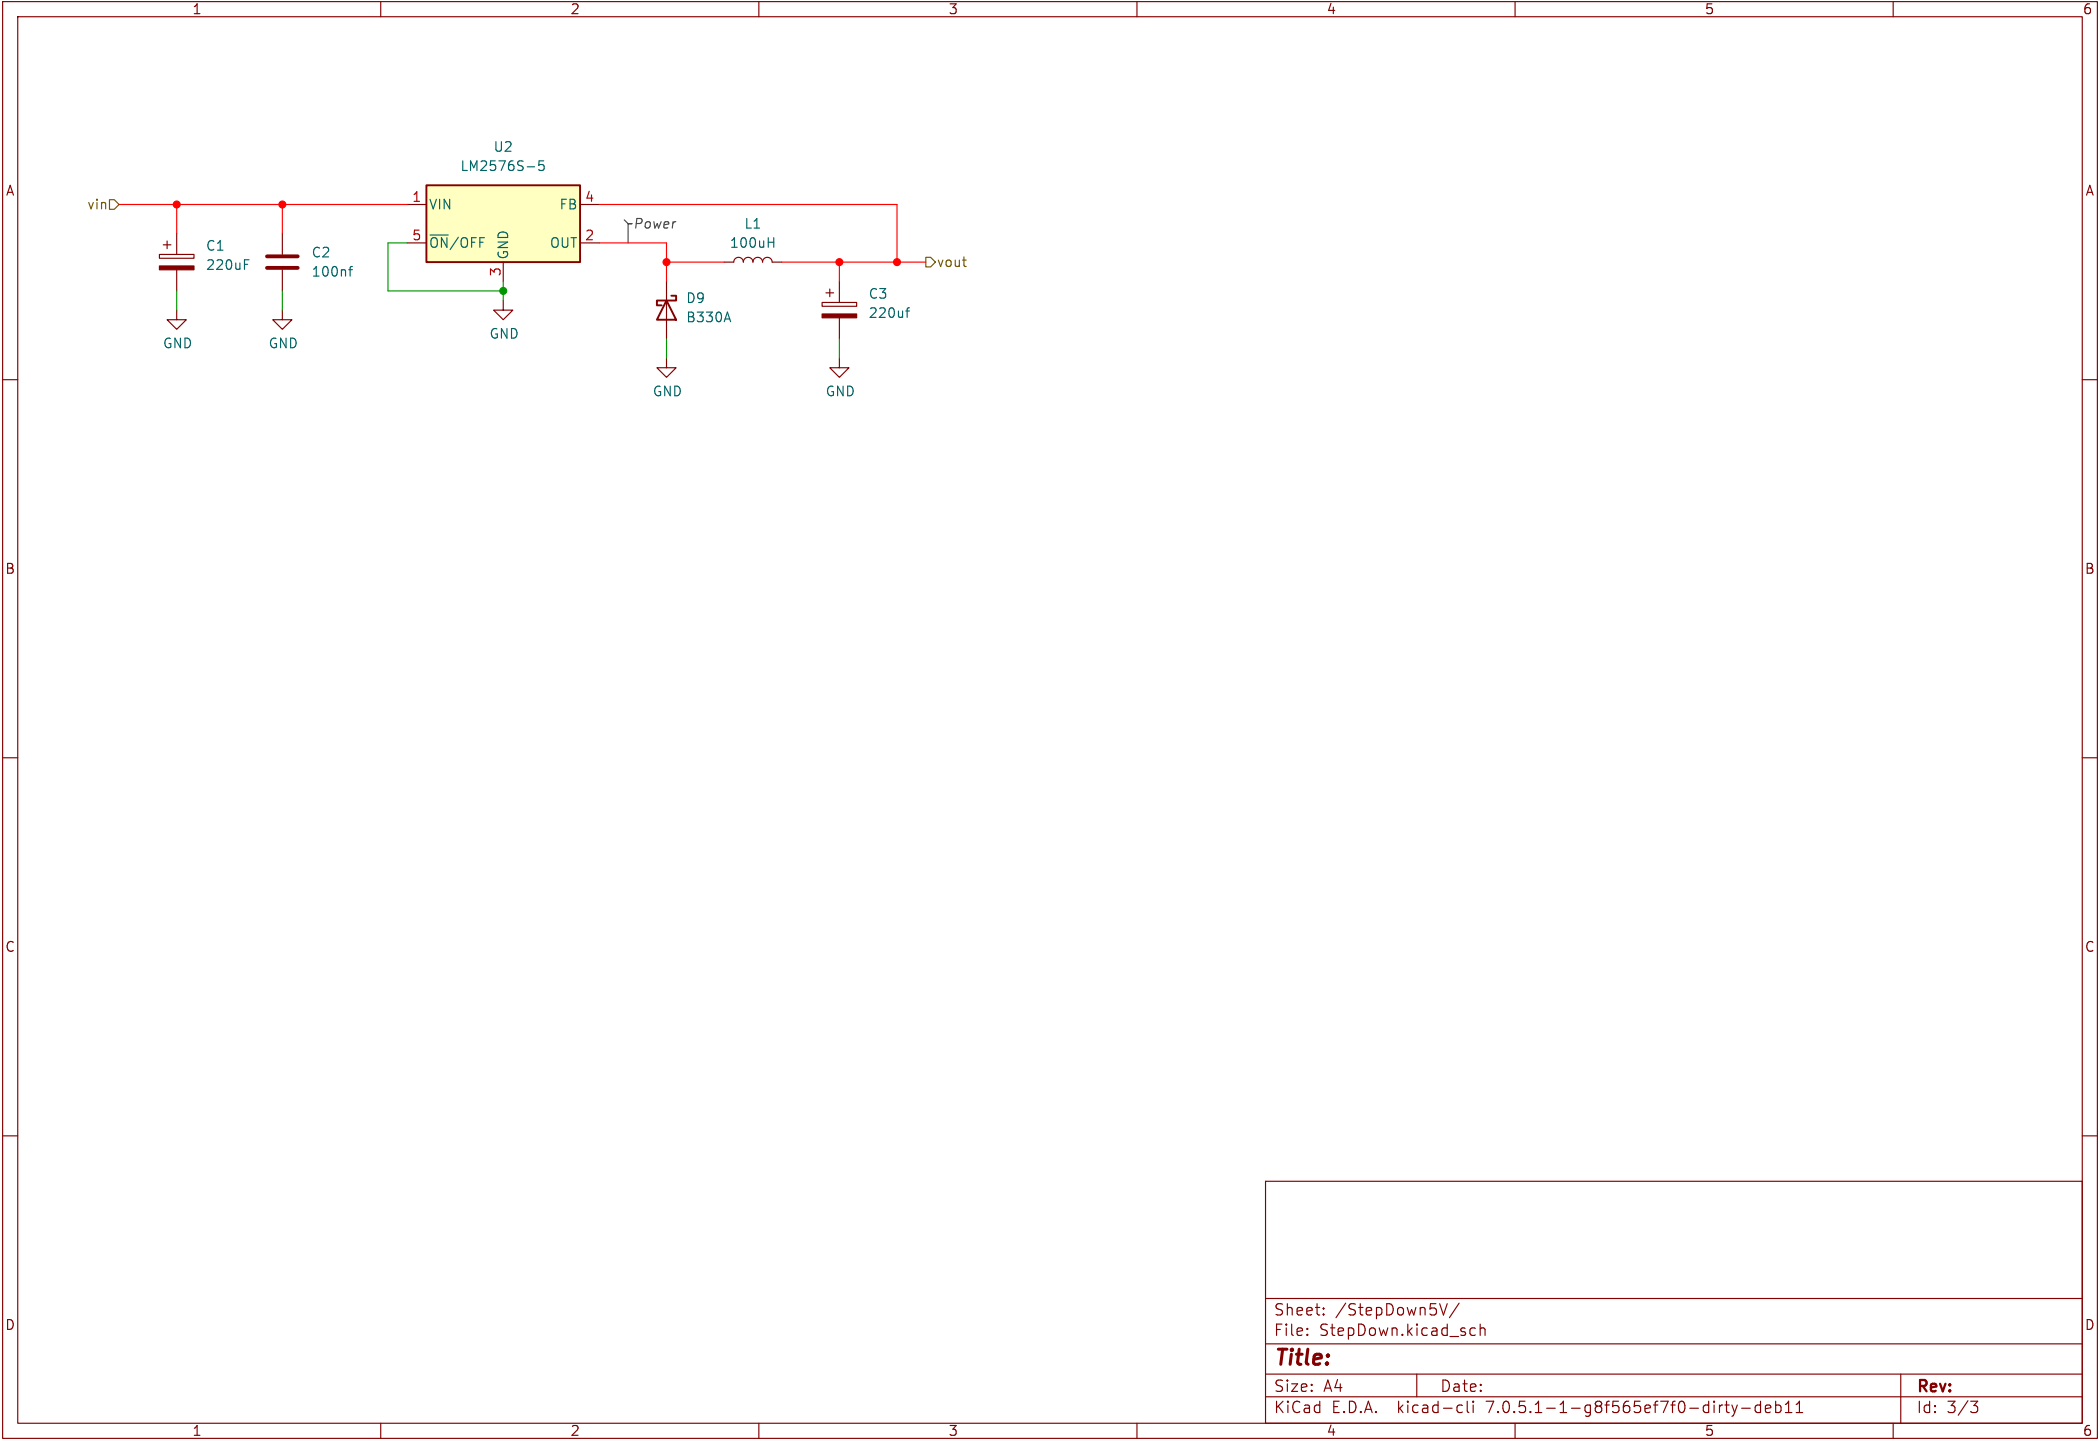 1 2 3 4 5 6
A A
U2
LM2576S-5
vin
1 VIN
FB 4
5 ON/OFF
GND
3
OUT 2
Power
L1
100uH
vout
C1
220uF
C2
100nf
D9
B330A
C3
220uf
GND
GND
GND
GND
GND
B B
C C
D D
Sheet: /StepDown5V/
File: StepDown.kicad_sch
Title:
Size: A4 Date: Rev:
KiCad E.D.A. kicad-cli 7.0.5.1-1-g8f565ef7f0-dirty-deb11 Id: 3/3
1 2 3 4 5 6